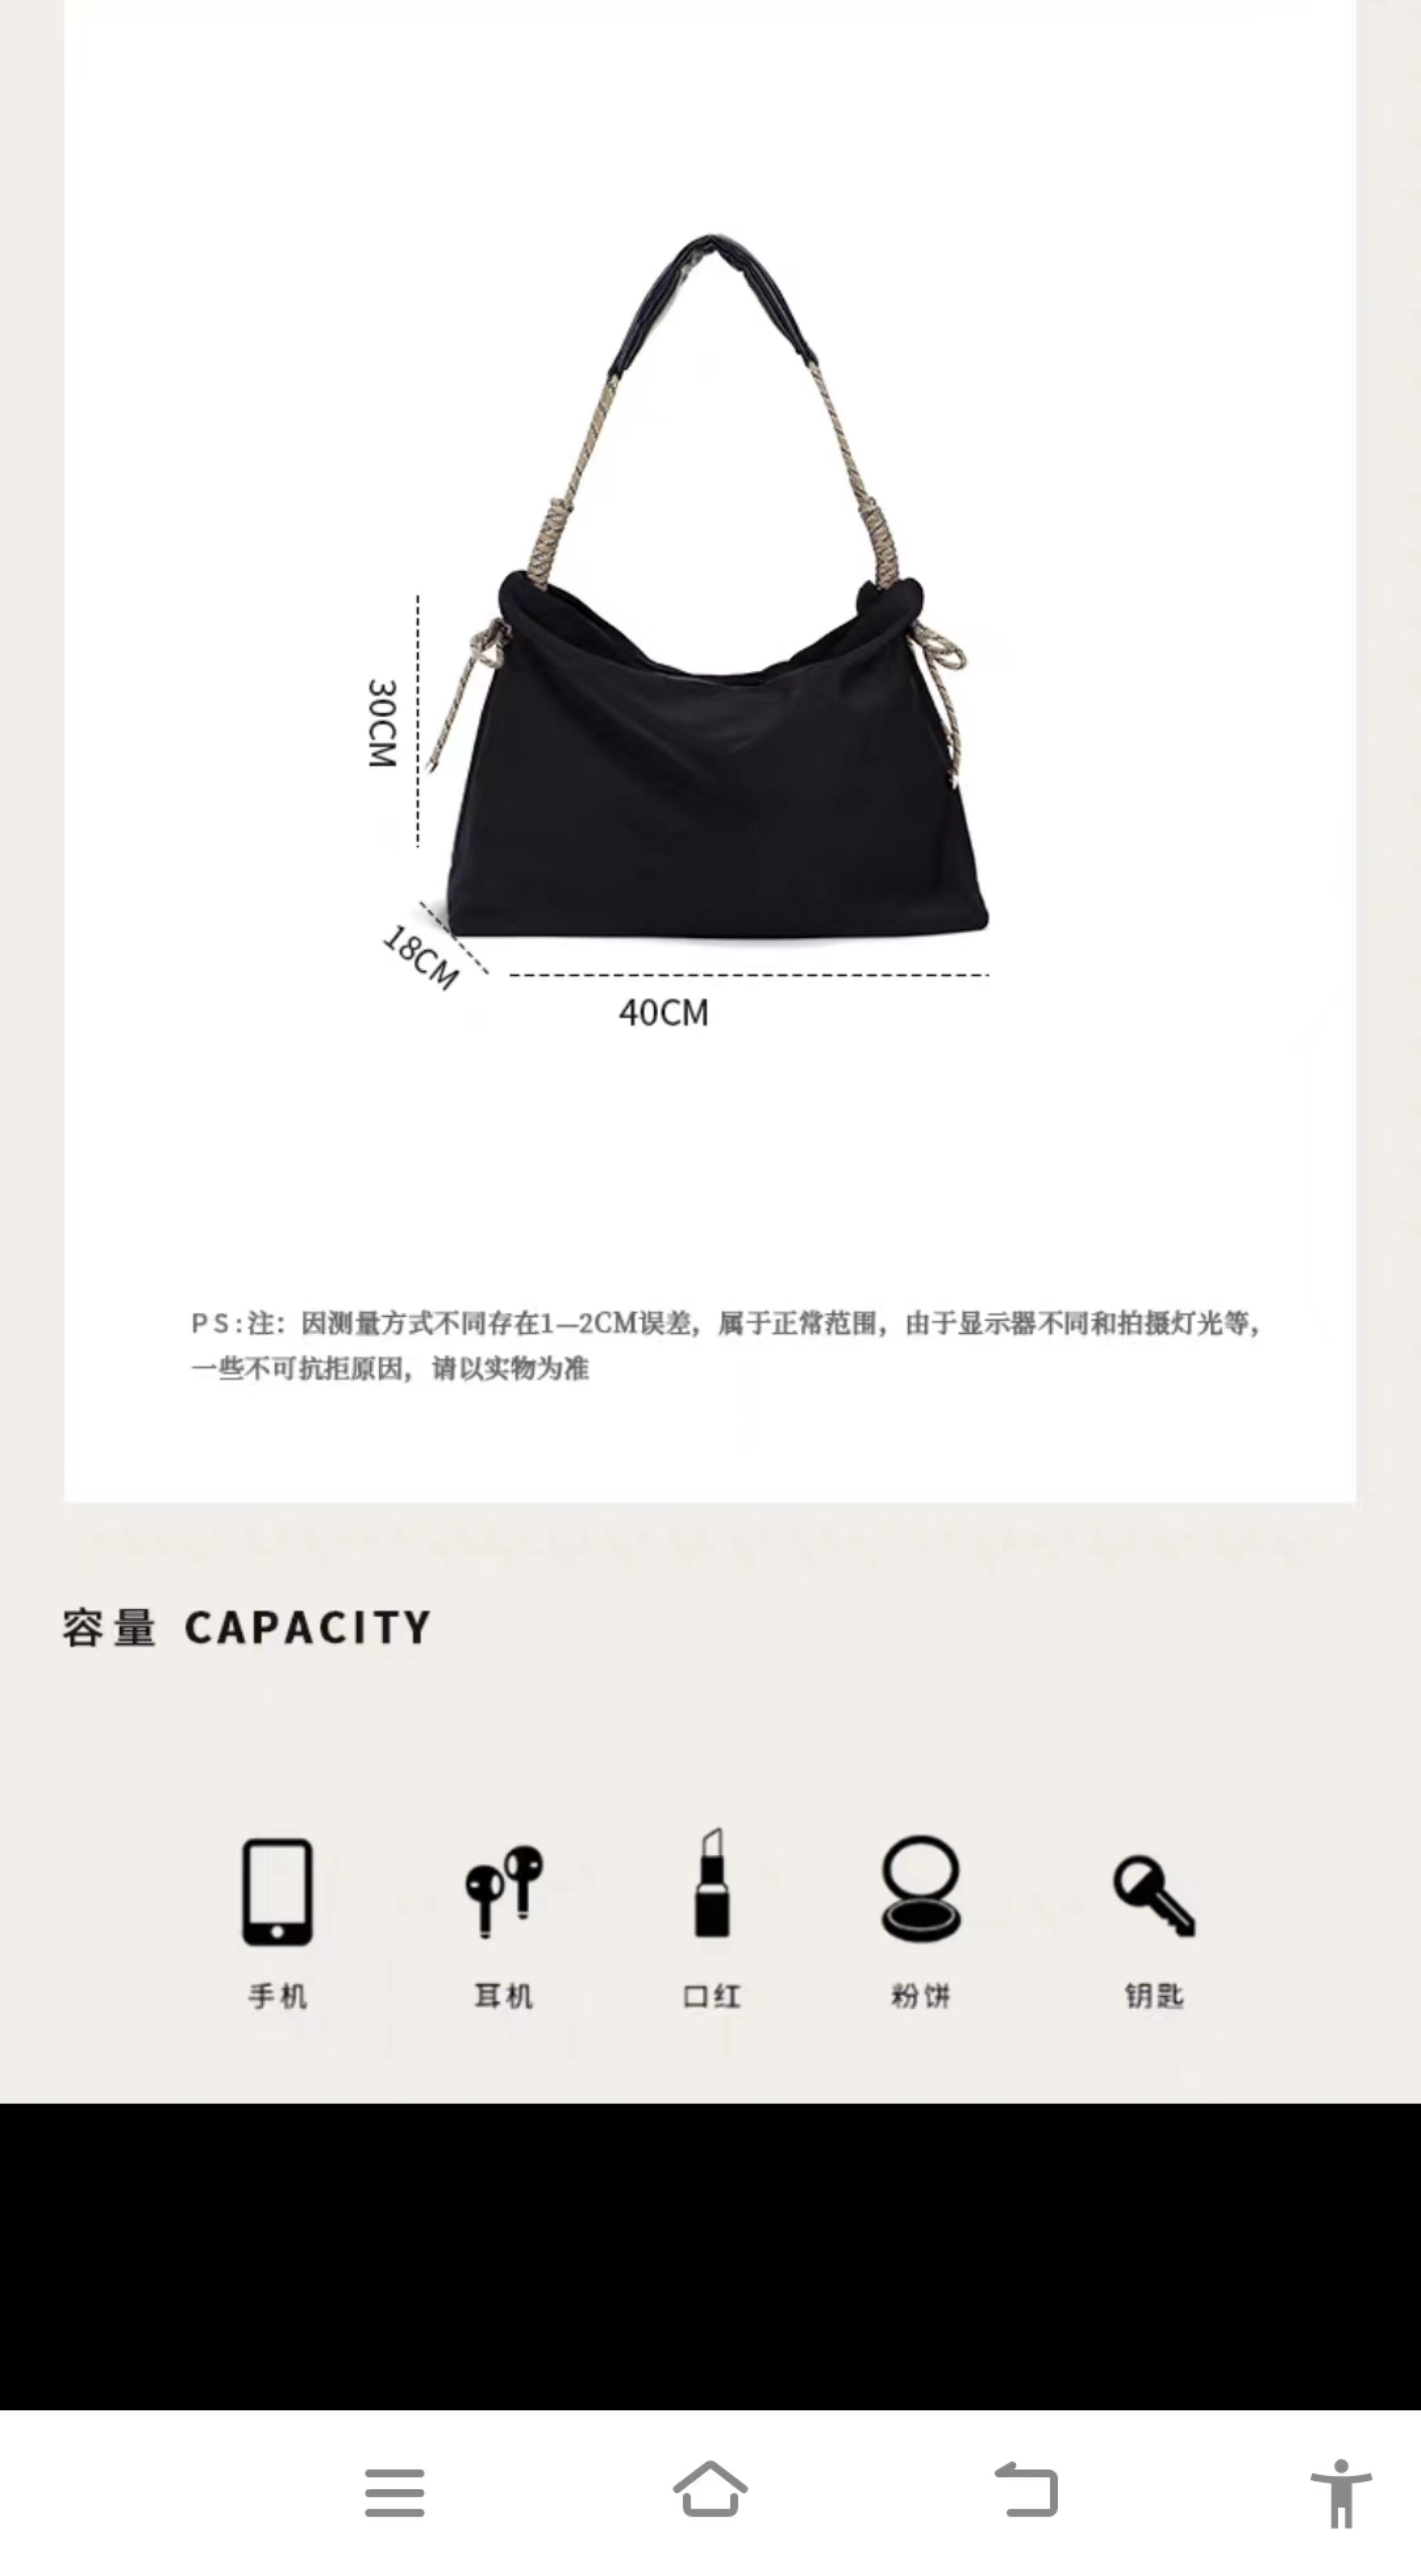 30CM
18CM
40CM
PS:注：因测量方式不同存在1—2CM误差，属于正常范围，由于显示器不同和拍摄灯光等，
一些不可抗拒原因，请以实物为准
容量 CAPACITY
手机 耳机 口红 粉饼 钥匙